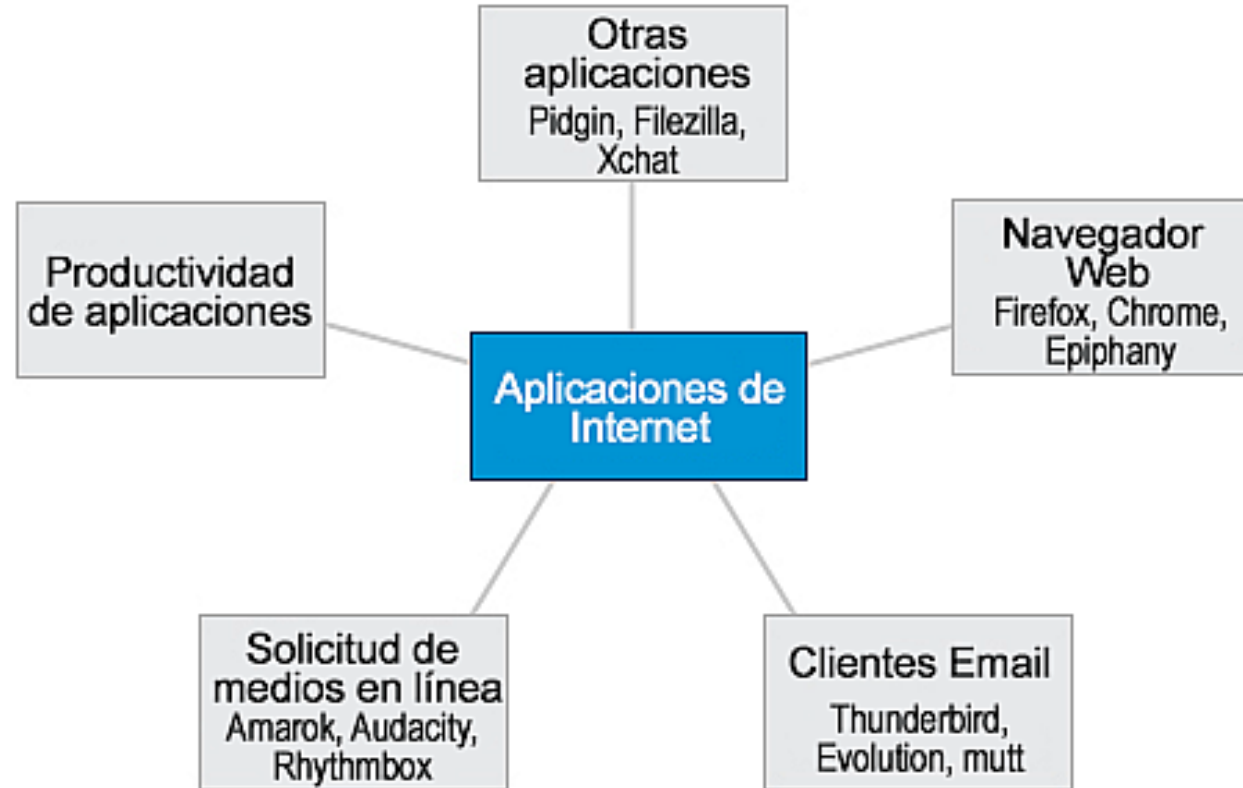 Otras
aplicaciones
Pidgin, Filezilla,
Xchat
Productividad
de aplicaciones
Navegador
Web
Firefox, Chrome,
Epiphany
Aplicaciones de
Internet
Solicitud de
medios en línea
Amarok, Audacity,
Rhythmbox
Clientes Email
Thunderbird,
Evolution, mutt